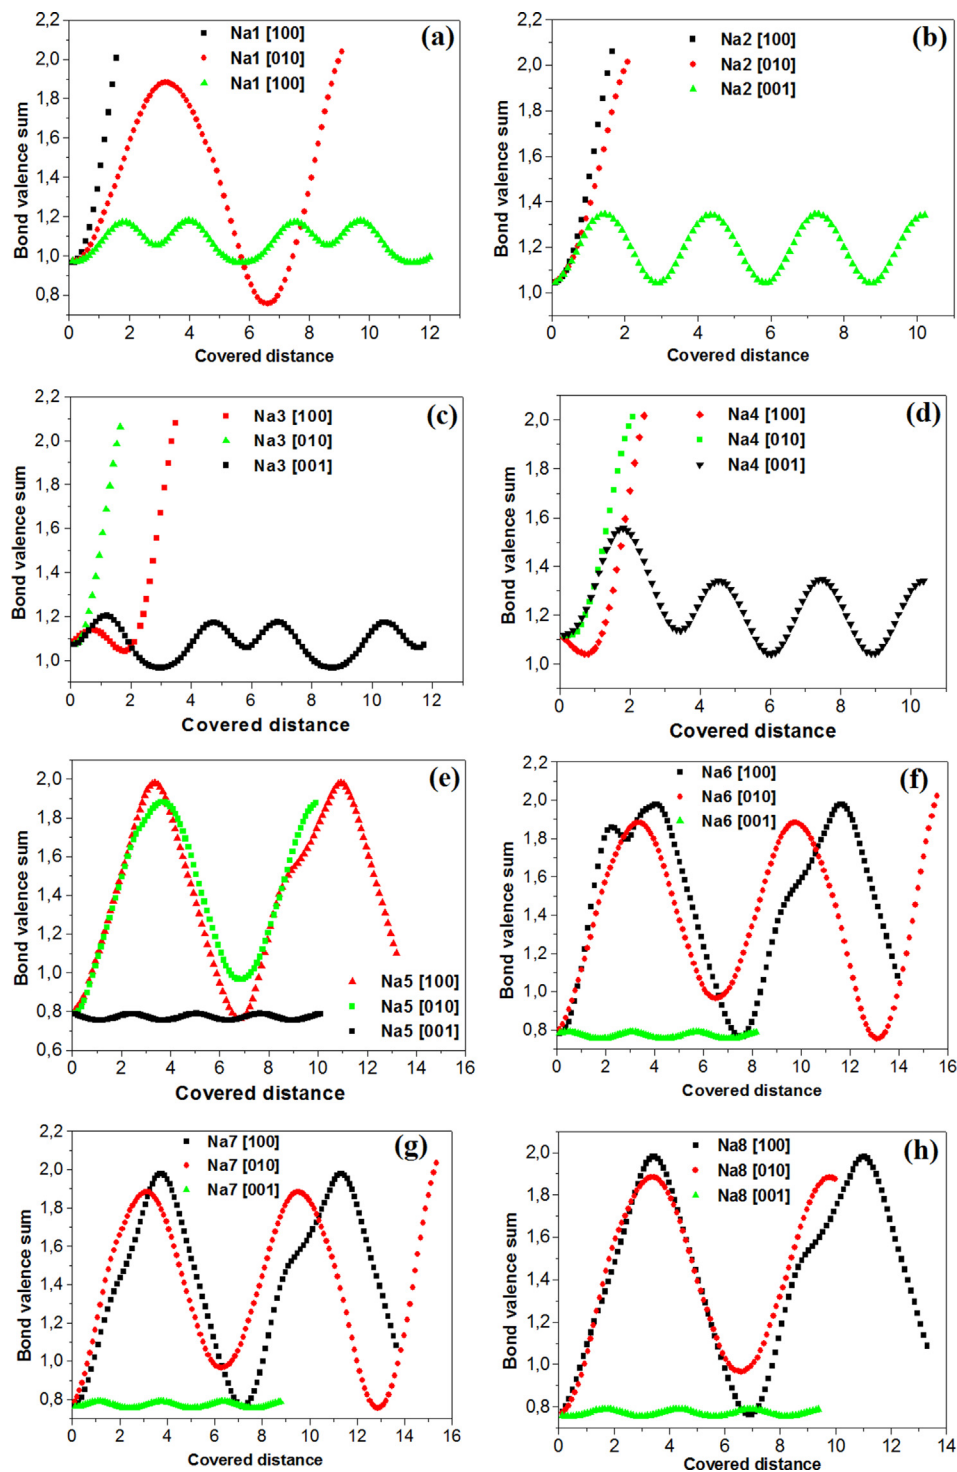 (a)
Na1 [100]
Na1 [010]
Na1 [100]
Bond valence sum
2,2
2,0
1,8
1,6
1,4
1,2
1,0
0,8
0 2 4 6 8 10 12
Covered distance
(b)
Na2 [100]
Na2 [010]
Na2 [001]
Bond valence sum
2,2
2,0
1,8
1,6
1,4
1,2
1,0
0 2 4 6 8 10
Covered distance
(c)
Na3 [100]
Na3 [010]
Na3 [001]
Bond valence sum
2,2
2,0
1,8
1,6
1,4
1,2
1,0
0 2 4 6 8 10 12
Covered distance
(d)
Na4 [100]
Na4 [010]
Na4 [001]
Bond valence sum
2,0
1,8
1,6
1,4
1,2
1,0
0 2 4 6 8 10
Covered distance
(e)
Na5 [100]
Na5 [010]
Na5 [001]
Bond valence sum
2,0
1,8
1,6
1,4
1,2
1,0
0,8
0,6
0 2 4 6 8 10 12 14 16
Covered distance
(f)
Na6 [100]
Na6 [010]
Na6 [001]
Bond valence sum
2,2
2,0
1,8
1,6
1,4
1,2
1,0
0,8
0 2 4 6 8 10 12 14 16
Covered distance
(g)
Na7 [100]
Na7 [010]
Na7 [001]
Bond valence sum
2,2
2,0
1,8
1,6
1,4
1,2
1,0
0,8
0 2 4 6 8 10 12 14 16
Covered distance
(h)
Na8 [100]
Na8 [010]
Na8 [001]
Bond valence sum
2,0
1,8
1,6
1,4
1,2
1,0
0,8
0 2 4 6 8 10 12 14
Covered distance